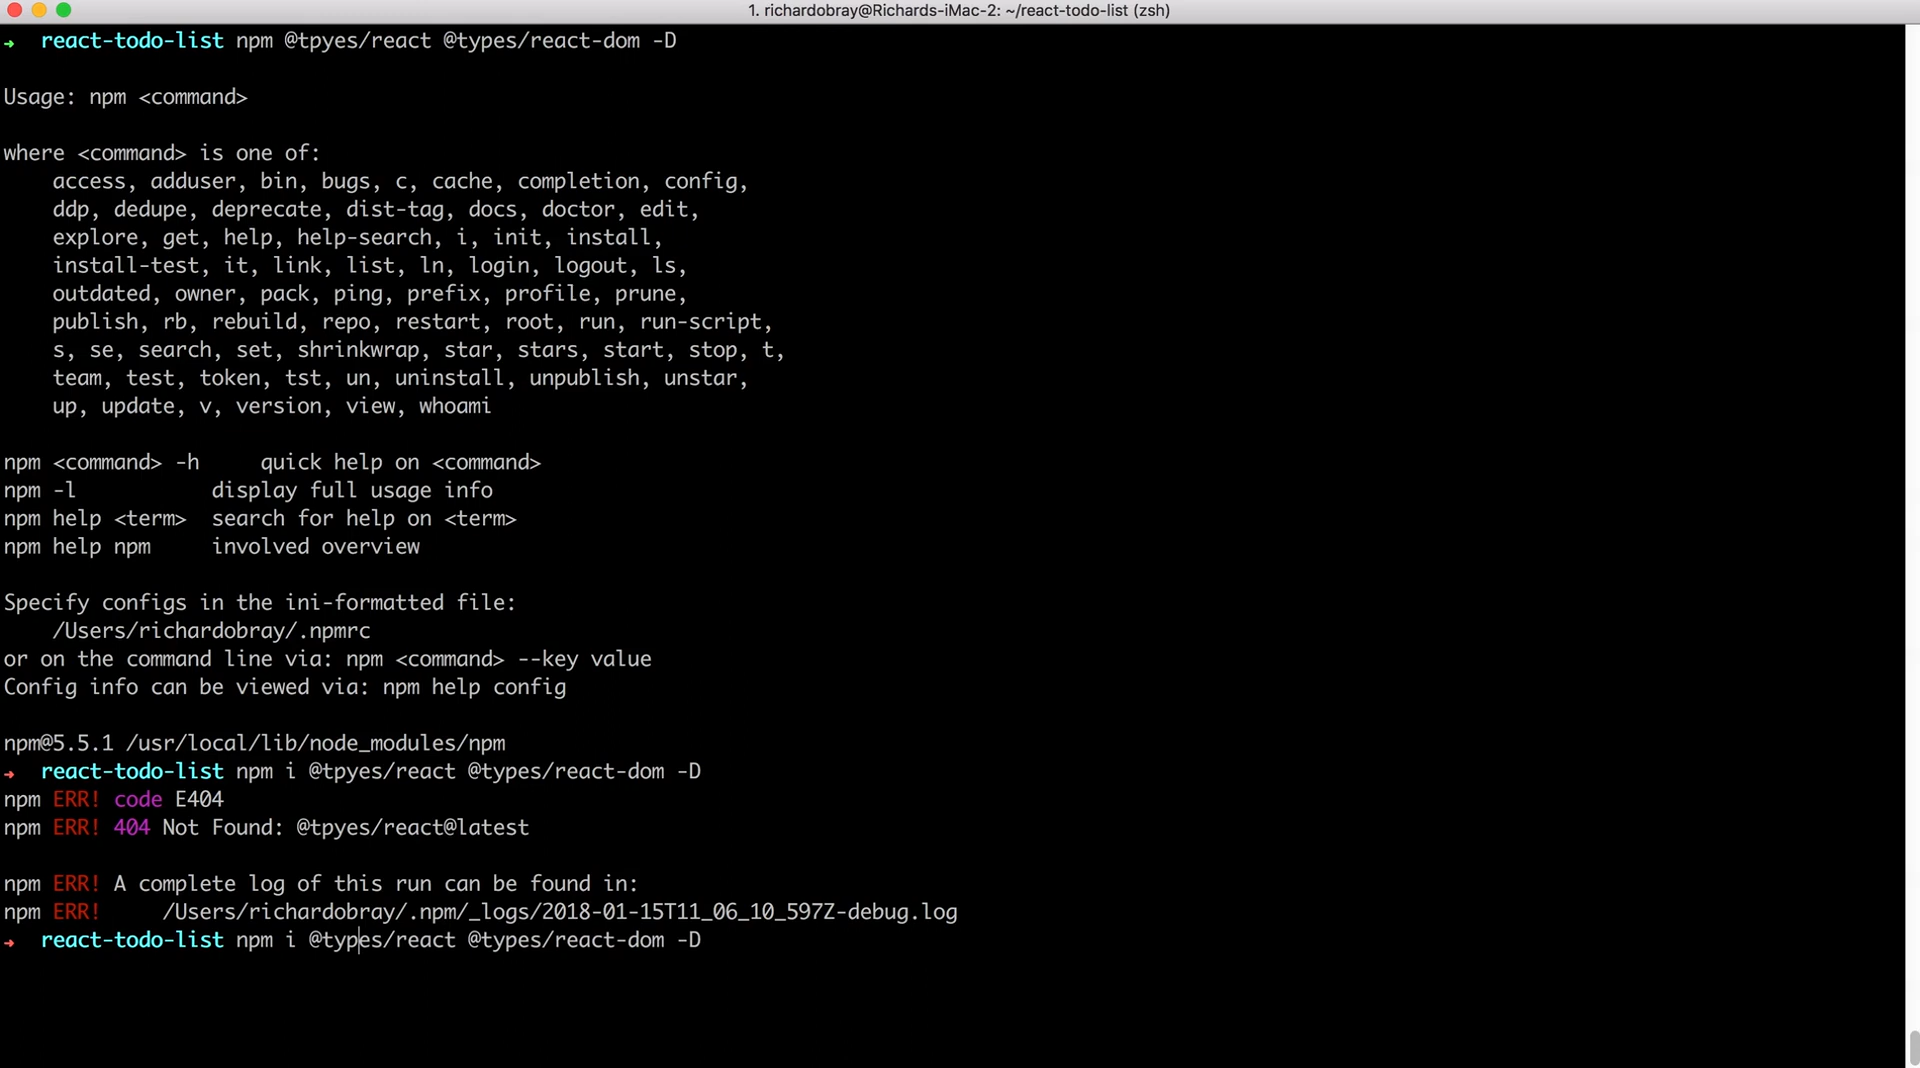 1. richardobray@Richards-iMac-2: ~/react-todo-list (zsh)
→ react-todo-list npm @tpyes/react @types/react-dom -D
Usage: npm <command>
where <command> is one of:
access, adduser, bin, bugs, c, cache, completion, config,
ddp, dedupe, deprecate, dist-tag, docs, doctor, edit,
explore, get, help, help-search, i, init, install,
install-test, it, link, list, ln, login, logout, ls,
outdated, owner, pack, ping, prefix, profile, prune,
publish, rb, rebuild, repo, restart, root, run, run-script,
s, se, search, set, shrinkwrap, star, stars, start, stop, t,
team, test, token, tst, un, uninstall, unpublish, unstar,
up, update, v, version, view, whoami
npm <command> -h     quick help on <command>
npm -l           display full usage info
npm help <term>  search for help on <term>
npm help npm     involved overview
Specify configs in the ini-formatted file:
/Users/richardobray/.npmrc
or on the command line via: npm <command> --key value
Config info can be viewed via: npm help config
npm@5.5.1 /usr/local/lib/node_modules/npm
→ react-todo-list npm i @tpyes/react @types/react-dom -D
npm ERR! code E404
npm ERR! 404 Not Found: @tpyes/react@latest
npm ERR! A complete log of this run can be found in:
npm ERR!     /Users/richardobray/.npm/_logs/2018-01-15T11_06_10_597Z-debug.log
→ react-todo-list npm i @types/react @types/react-dom -D